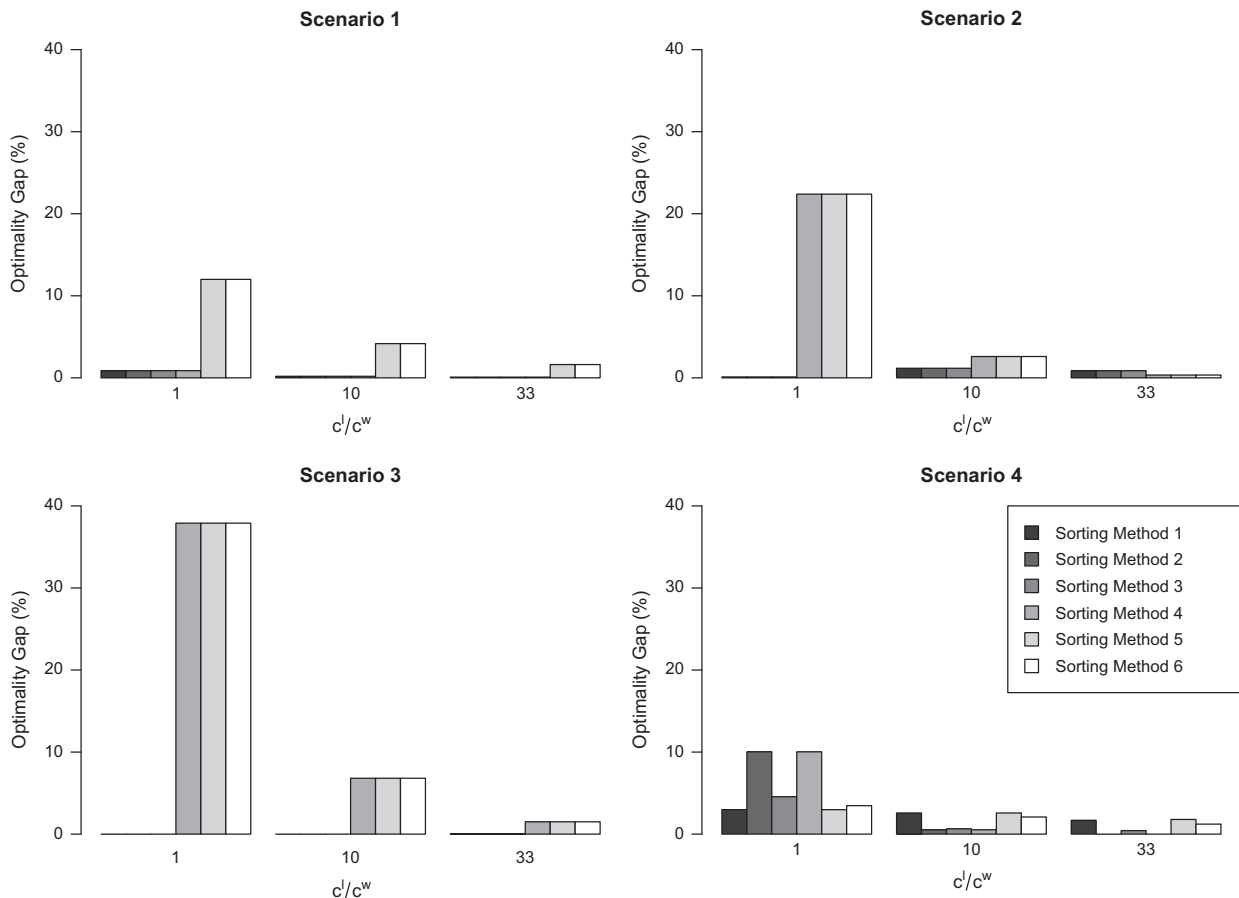 Scenario 1
40
30
20
10
0
Optimality Gap (%)
1
10
33
c^l/c^w
Scenario 2
40
30
20
10
0
Optimality Gap (%)
1
10
33
c^l/c^w
Scenario 3
40
30
20
10
0
Optimality Gap (%)
1
10
33
c^l/c^w
Scenario 4
40
30
20
10
0
Optimality Gap (%)
Sorting Method 1
Sorting Method 2
Sorting Method 3
Sorting Method 4
Sorting Method 5
Sorting Method 6
1
10
33
c^l/c^w